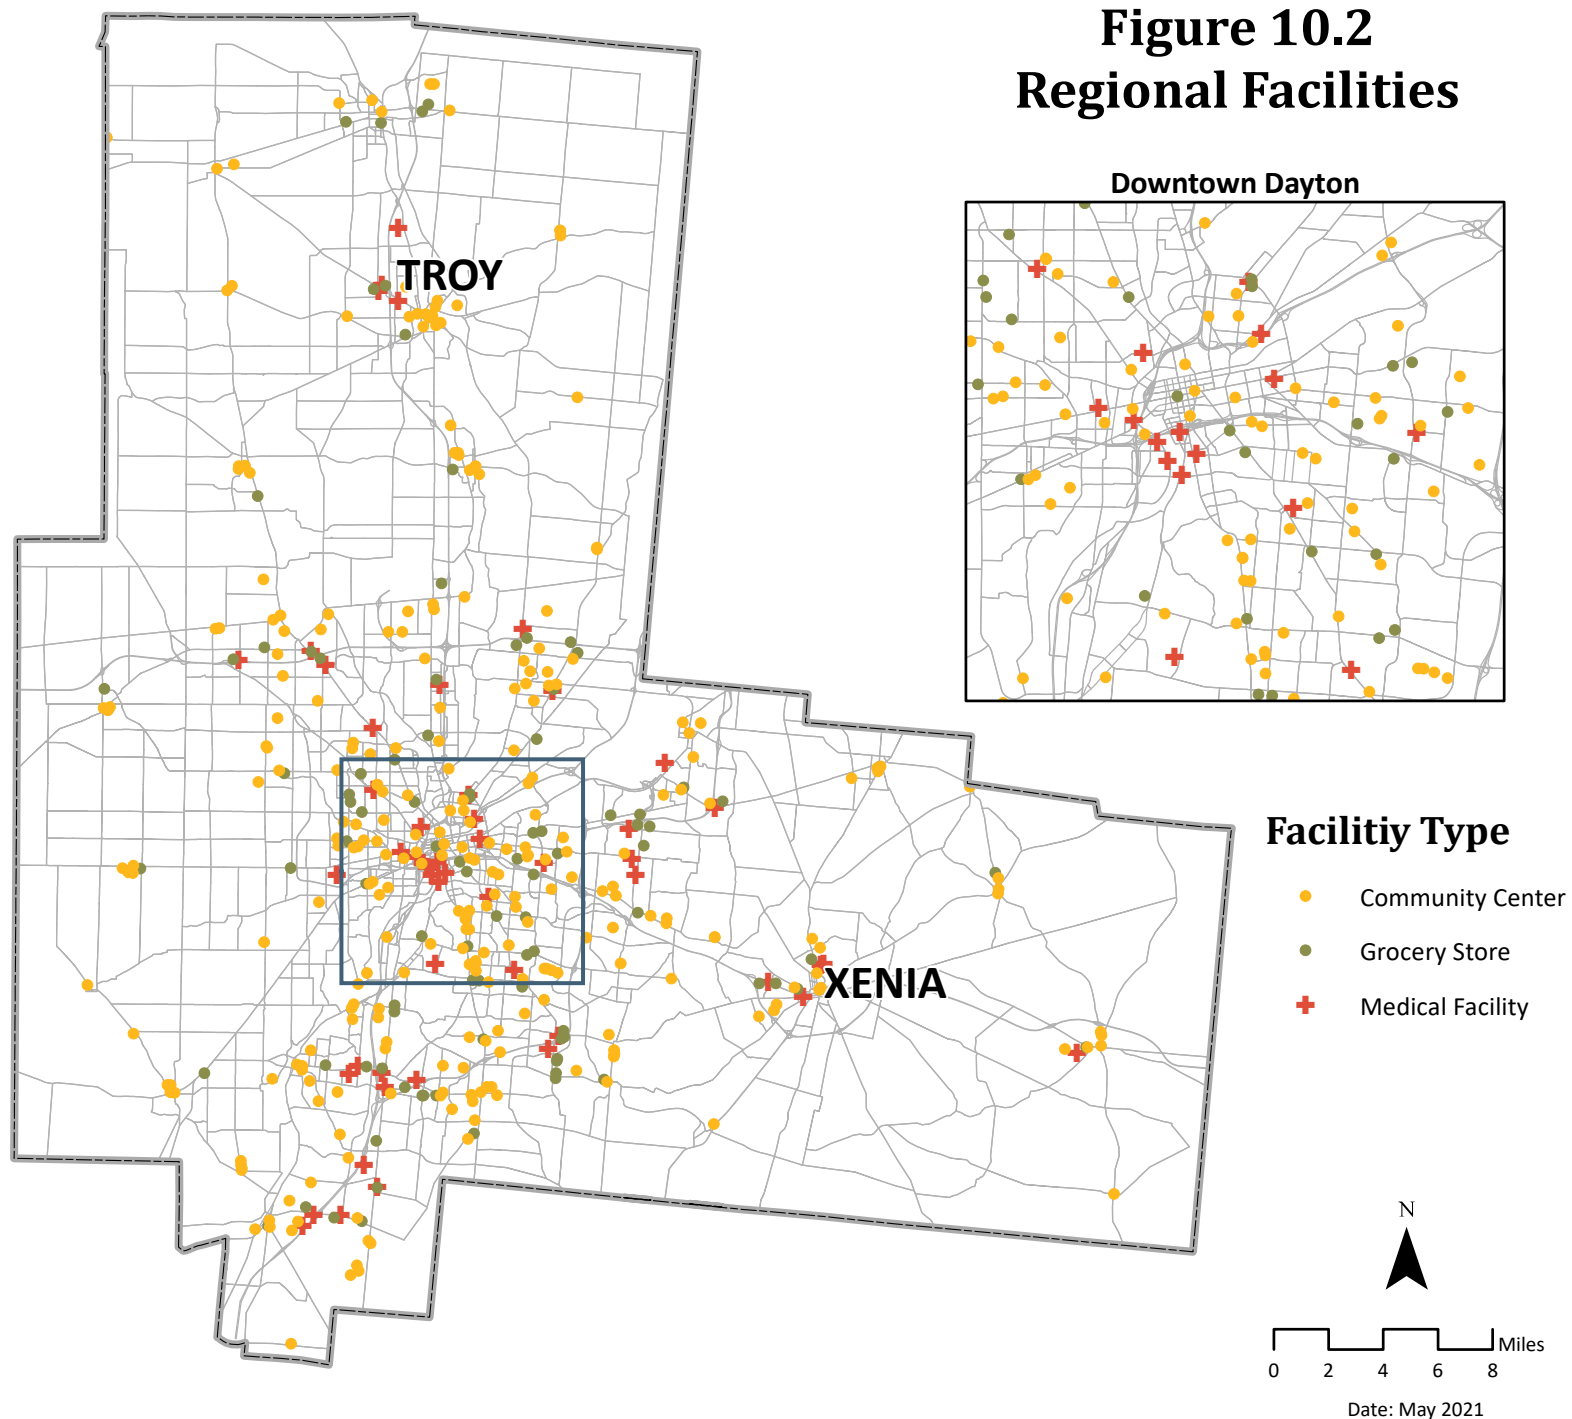 Figure 10.2
Regional Facilities
Downtown Dayton
TROY
XENIA
Facilitiy Type
Community Center
Grocery Store
Medical Facility
N
Miles
0 2 4 6 8
Date: May 2021